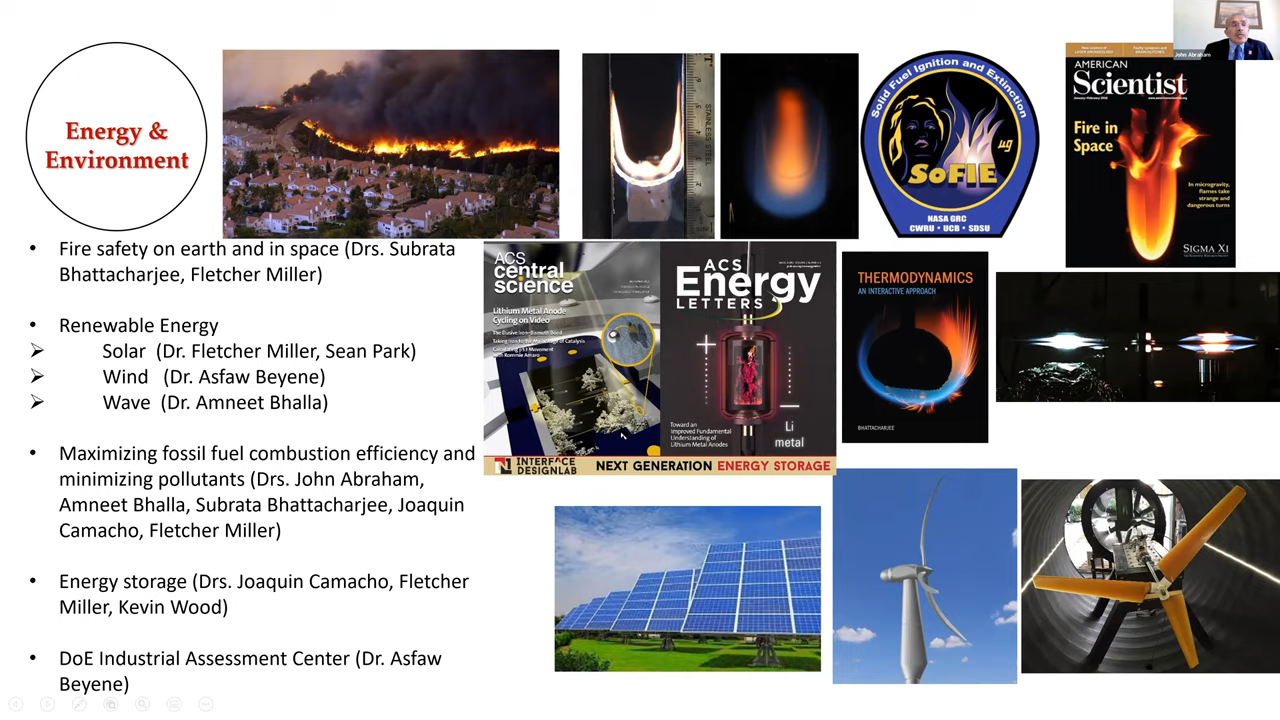 Energy &
Environment
• Fire safety on earth and in space (Drs. Subrata
Bhattacharjee, Fletcher Miller)
• Renewable Energy
➢ Solar (Dr. Fletcher Miller, Sean Park)
➢ Wind (Dr. Asfaw Beyene)
➢ Wave (Dr. Amneet Bhalla)
• Maximizing fossil fuel combustion efficiency and
minimizing pollutants (Drs. John Abraham,
Amneet Bhalla, Subrata Bhattacharjee, Joaquin
Camacho, Fletcher Miller)
• Energy storage (Drs. Joaquin Camacho, Fletcher
Miller, Kevin Wood)
• DoE Industrial Assessment Center (Dr. Asfaw
Beyene)
STAINLESS STEEL
Solid Fuel Ignition and Extinction
µg
SoFIE
NASA GRC
CWRU • UCB • SDSU
AMERICAN
Scientist
Fire in
Space
In microgravity,
flames take
strange and
dangerous turns
SIGMA XI
John Abraham
ACS
central
science
Lithium Metal Anode
Cycling on Video
ACS
Energy
LETTERS
+
Toward an
Improved Fundamental
Understanding of
Lithium Metal Anodes
Li
metal
INTERFACE
DESIGNLAB
NEXT GENERATION ENERGY STORAGE
THERMODYNAMICS
AN INTERACTIVE APPROACH
BHATTACHARJEE